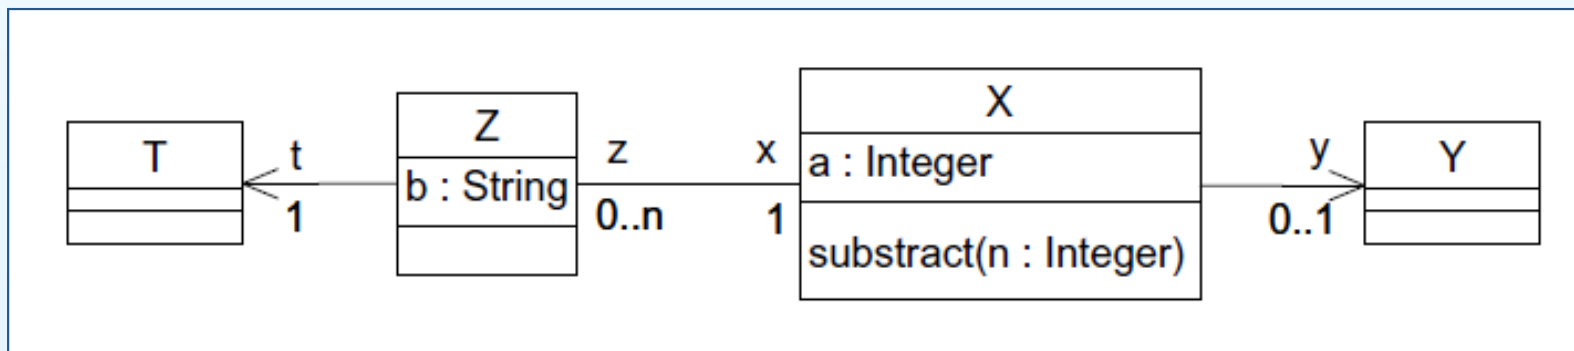 T
t
1
Z
b : String
z
0..n
x
1
X
a : Integer
substract(n : Integer)
y
0..1
Y